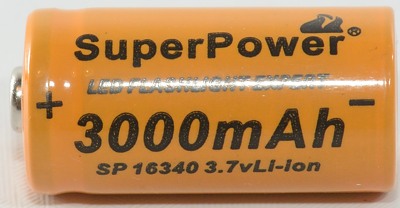 SuperPower®
LED FLASHLIGHT EXPERT
+ 3000mAh -
SP 16340 3.7vLi-ion